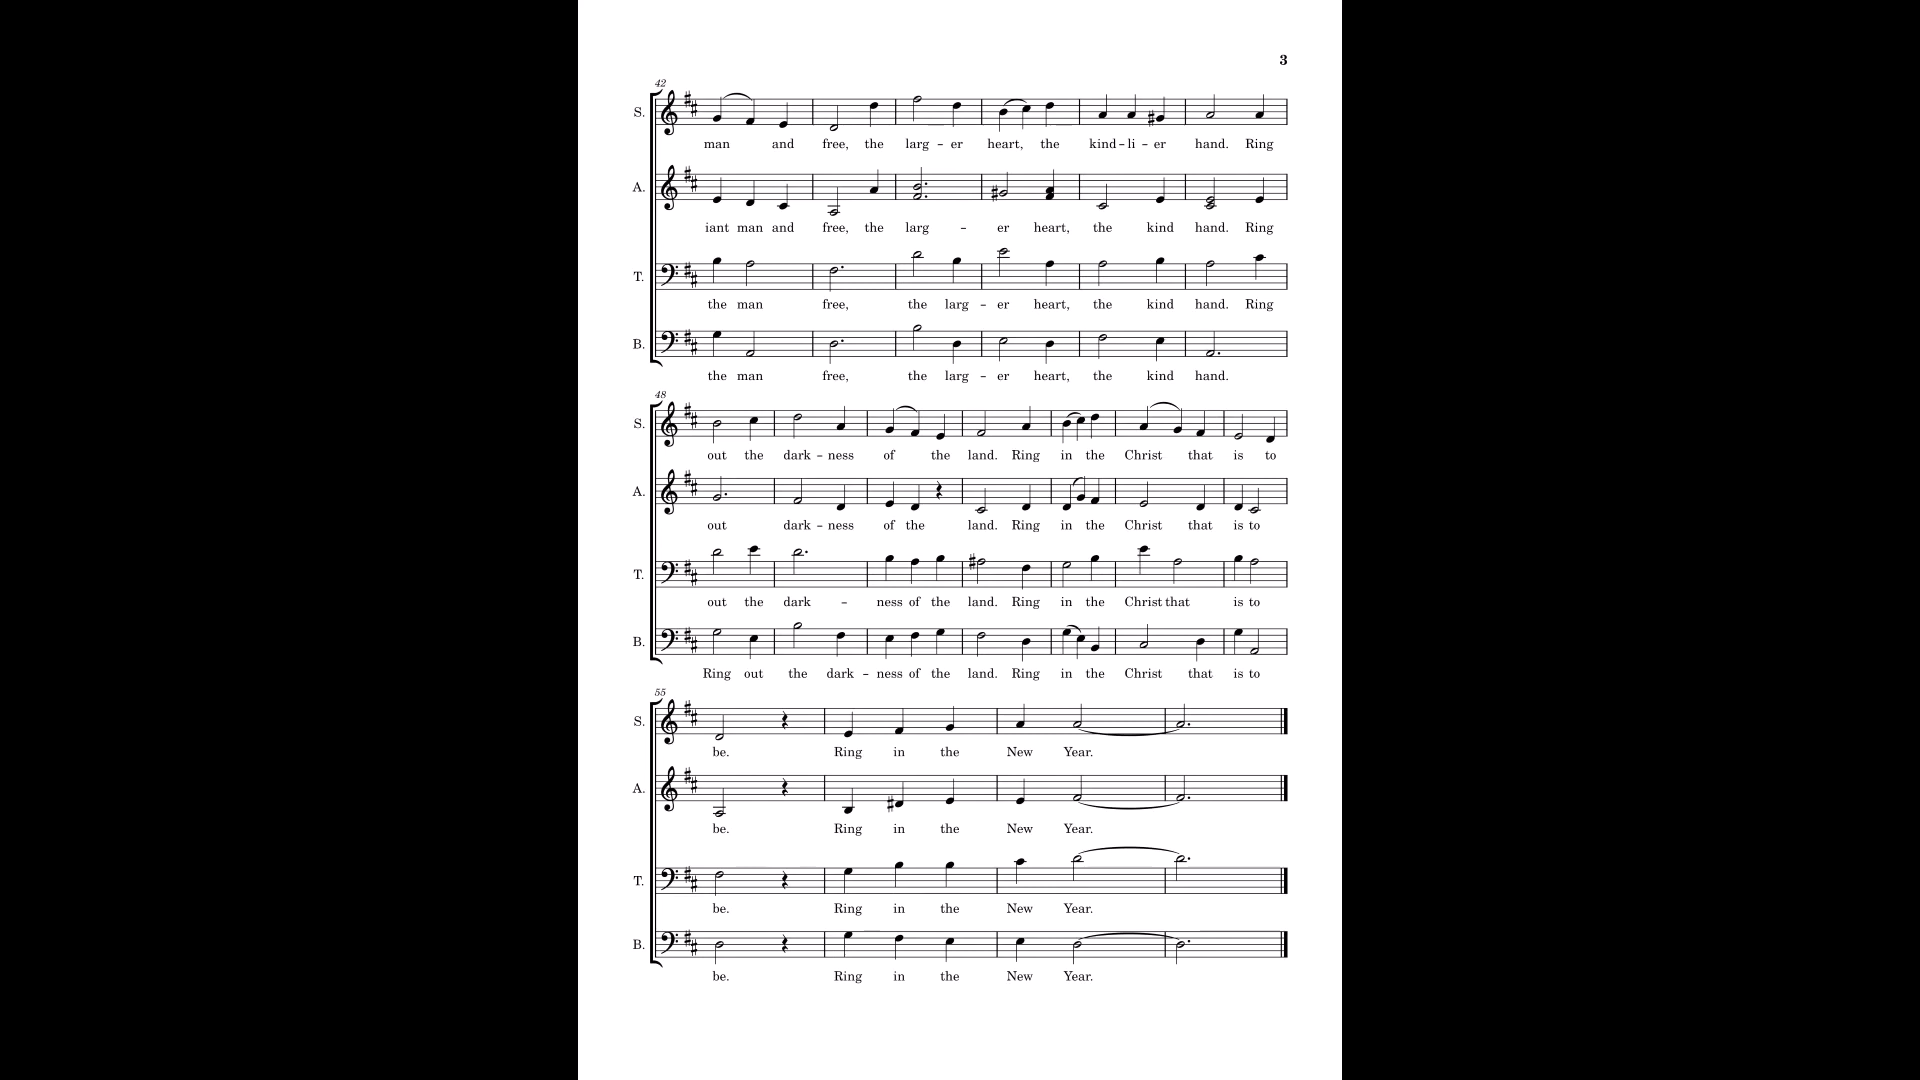 3
42
S.
man and free, the larg - er heart, the kind - li - er hand. Ring
A.
iant man and free, the larg - er heart, the kind hand. Ring
T.
the man free, the larg - er heart, the kind hand. Ring
B.
the man free, the larg - er heart, the kind hand.
48
S.
out the dark - ness of the land. Ring in the Christ that is to
A.
out dark - ness of the land. Ring in the Christ that is to
T.
out the dark - ness of the land. Ring in the Christ that is to
B.
Ring out the dark - ness of the land. Ring in the Christ that is to
55
S.
be. Ring in the New Year.
A.
be. Ring in the New Year.
T.
be. Ring in the New Year.
B.
be. Ring in the New Year.